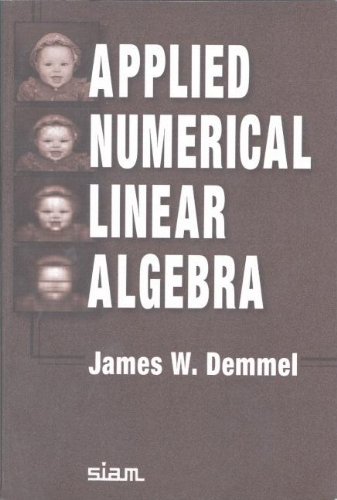 APPLIED
NUMERICAL
LINEAR
ALGEBRA
James W. Demmel
siam